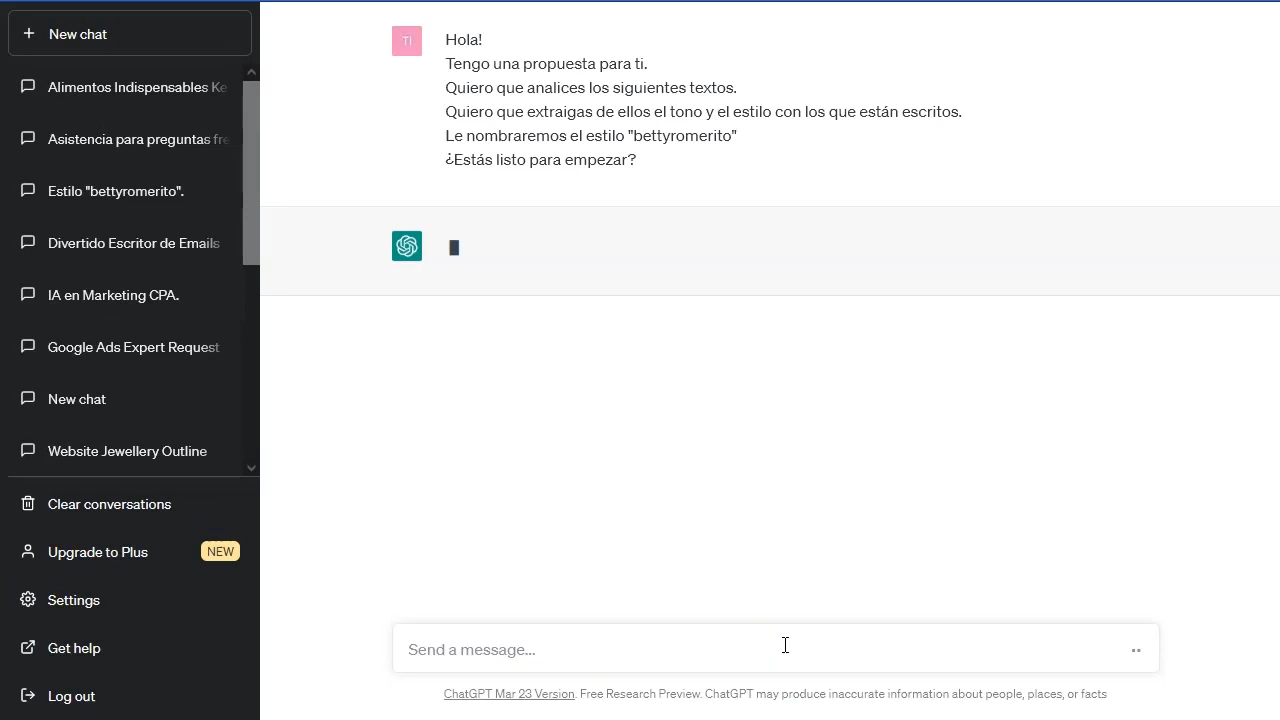 New chat
Alimentos Indispensables Ke
Asistencia para preguntas fre
Estilo "bettyromerito".
Divertido Escritor de Emails
IA en Marketing CPA.
Google Ads Expert Request
New chat
Website Jewellery Outline
Clear conversations
Upgrade to Plus NEW
Settings
Get help
Log out
TI
Hola!
Tengo una propuesta para ti.
Quiero que analices los siguientes textos.
Quiero que extraigas de ellos el tono y el estilo con los que están escritos.
Le nombraremos el estilo "bettyromerito"
¿Estás listo para empezar?
Send a message...
ChatGPT Mar 23 Version. Free Research Preview. ChatGPT may produce inaccurate information about people, places, or facts